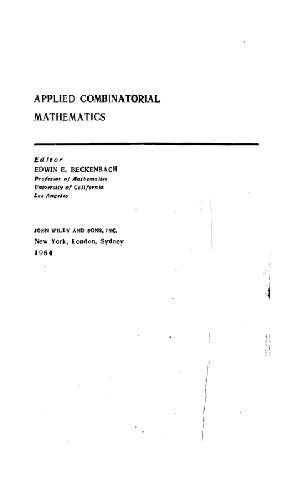 APPLIED COMBINATORIAL
MATHEMATICS
Editor
EDWIN E. BECKENBACH
Professor of Mathematics
University of California
Los Angeles
JOHN WILEY AND SONS, INC.
New York, London, Sydney
1964